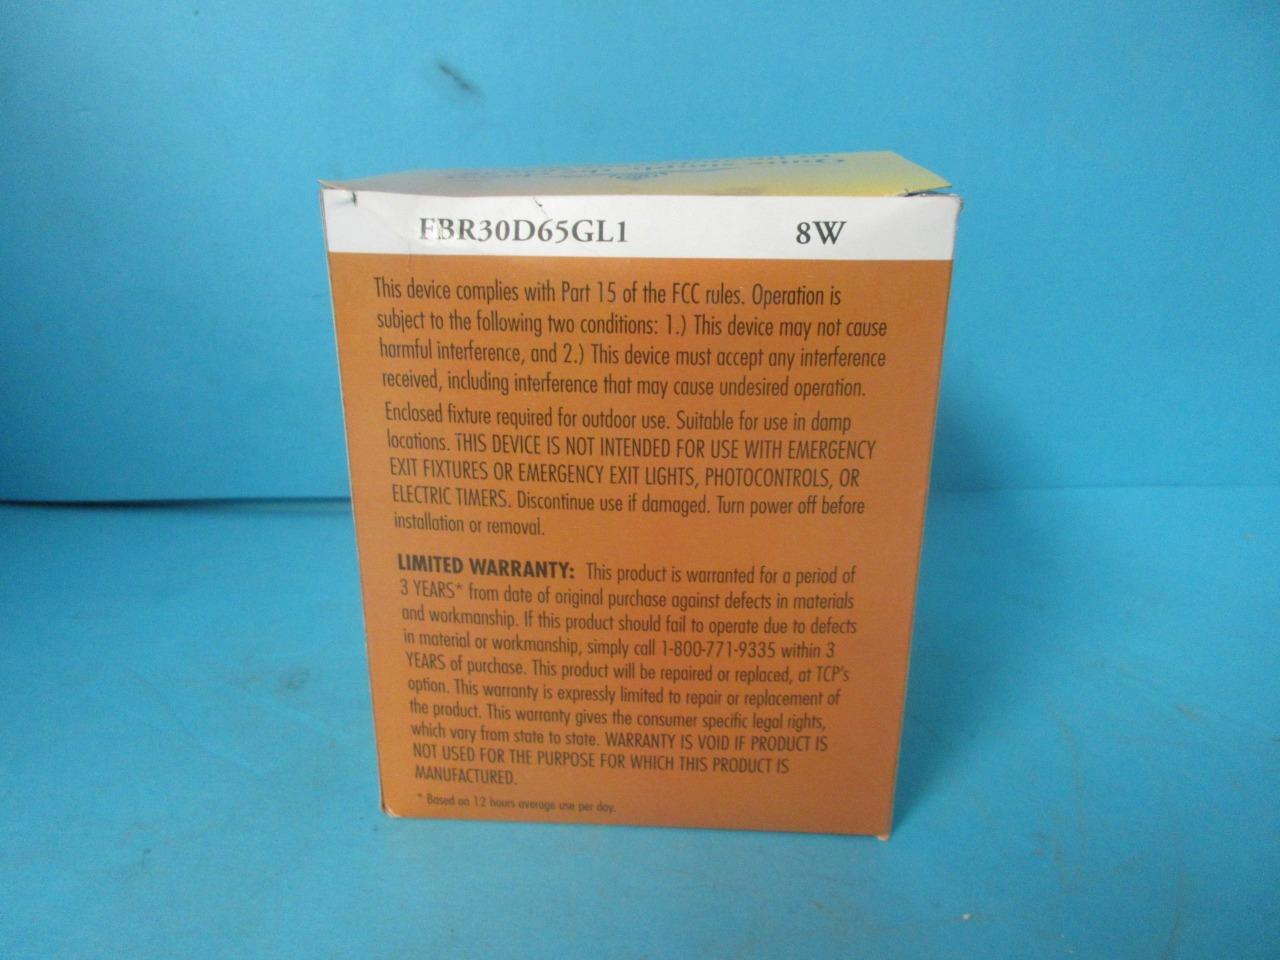 FBR30D65GL1 8W
This device complies with Part 15 of the FCC rules. Operation is
subject to the following two conditions: 1.) This device may not cause
harmful interference, and 2.) This device must accept any interference
received, including interference that may cause undesired operation.
Enclosed fixture required for outdoor use. Suitable for use in damp
locations. THIS DEVICE IS NOT INTENDED FOR USE WITH EMERGENCY
EXIT FIXTURES OR EMERGENCY EXIT LIGHTS, PHOTOCONTROLS, OR
ELECTRIC TIMERS. Discontinue use if damaged. Turn power off before
installation or removal.
LIMITED WARRANTY: This product is warranted for a period of
3 YEARS* from date of original purchase against defects in materials
and workmanship. If this product should fail to operate due to defects
in material or workmanship, simply call 1-800-771-9335 within 3
YEARS of purchase. This product will be repaired or replaced, at TCP's
option. This warranty is expressly limited to repair or replacement of
the product. This warranty gives the consumer specific legal rights,
which vary from state to state. WARRANTY IS VOID IF PRODUCT IS
NOT USED FOR THE PURPOSE FOR WHICH THIS PRODUCT IS
MANUFACTURED.
* Based on 12 hours average use per day.